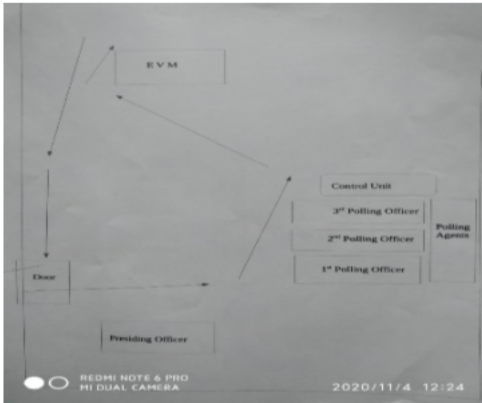 E V M
Control Unit
3rd Polling Officer
2nd Polling Officer
1st Polling Officer
Polling
Agents
Door
Presiding Officer
REDMI NOTE 6 PRO
MI DUAL CAMERA
2020/11/4 12:24